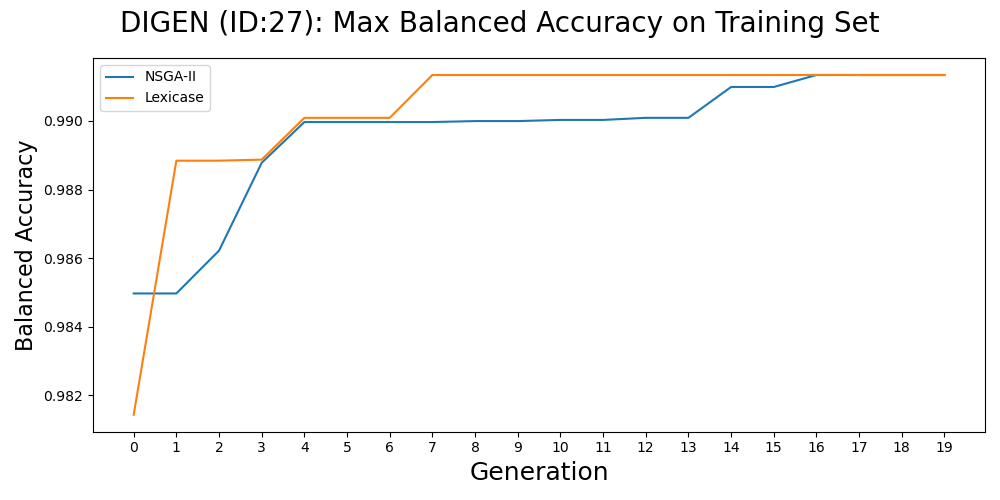 DIGEN (ID:27): Max Balanced Accuracy on Training Set
NSGA-II
Lexicase
Balanced Accuracy
0.990
0.988
0.986
0.984
0.982
0 1 2 3 4 5 6 7 8 9 10 11 12 13 14 15 16 17 18 19
Generation